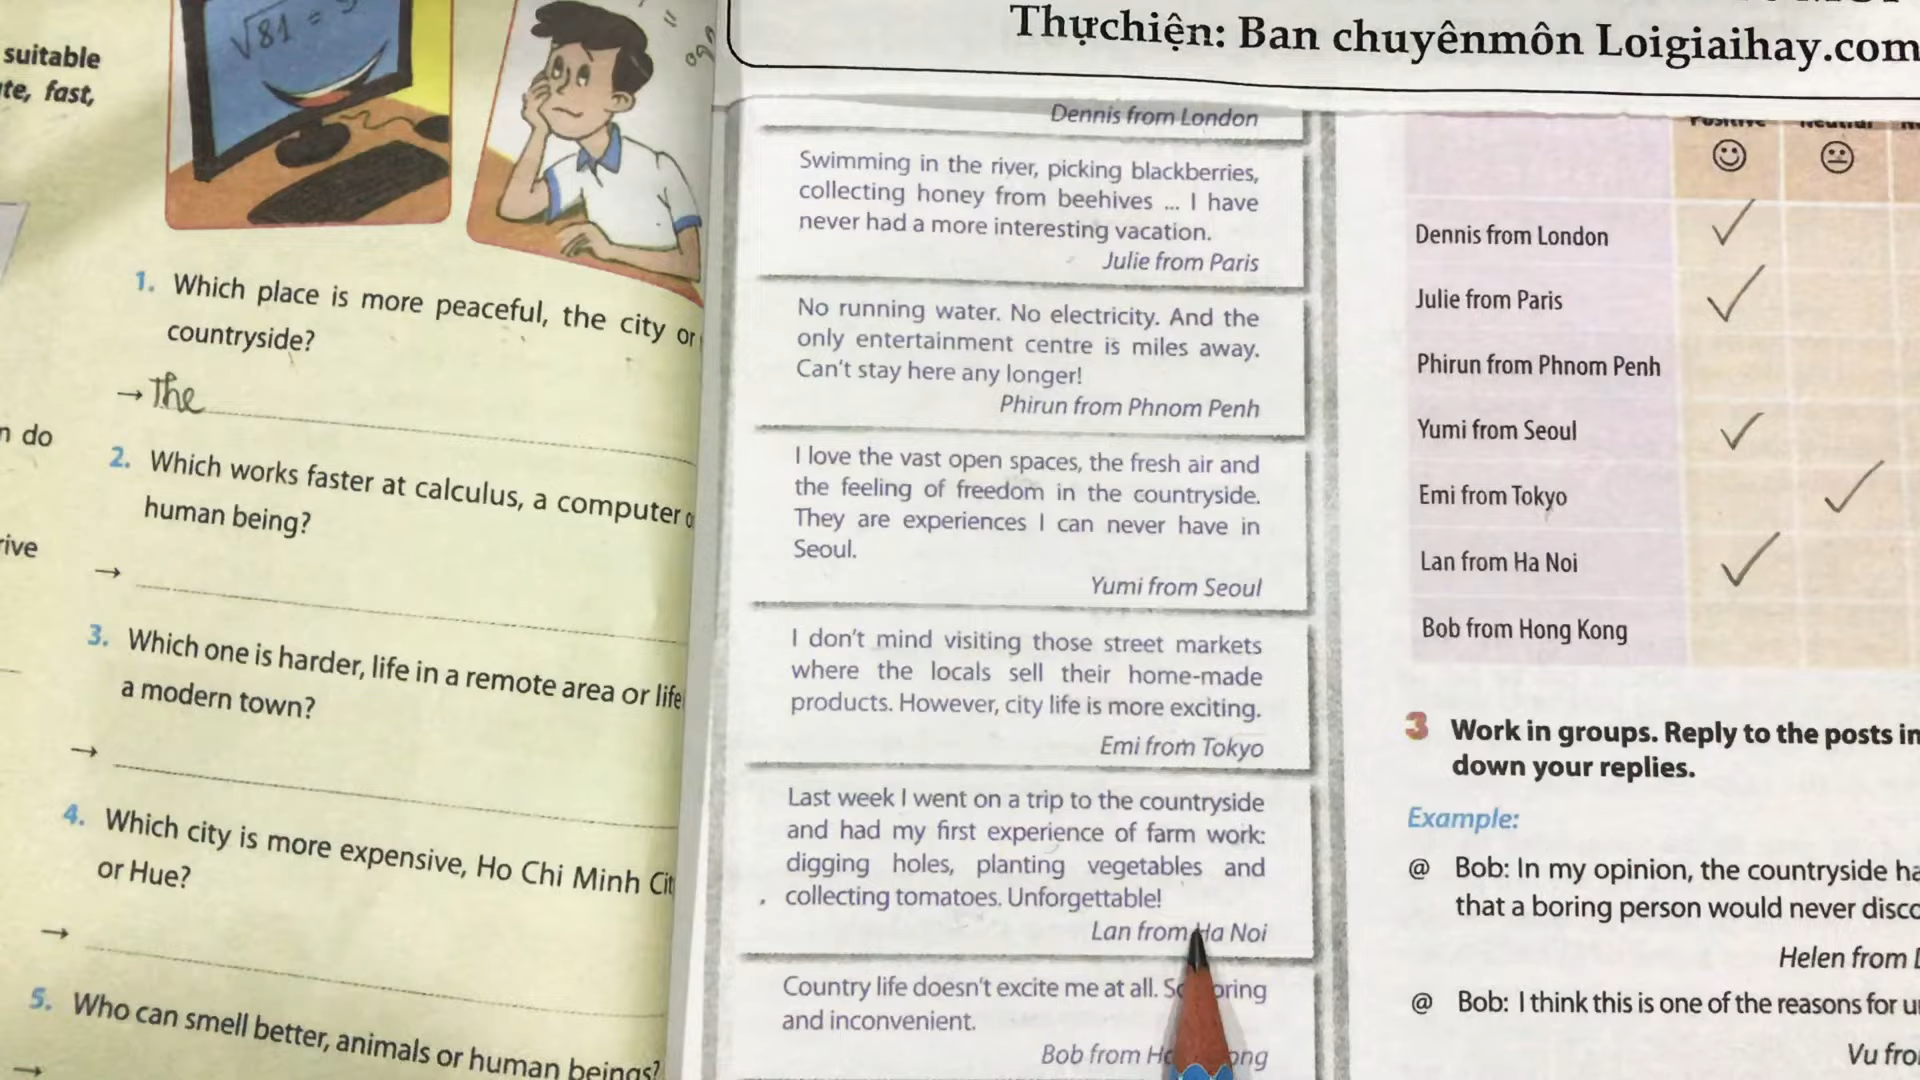 Thựchiện: Ban chuyênmôn Loigiaihay.com
suitable
fast,
√81 =
n do
1. Which place is more peaceful, the city or
countryside?
→ The
2. Which works faster at calculus, a computer
human being?
→
3. Which one is harder, life in a remote area or life
a modern town?
→
4. Which city is more expensive, Ho Chi Minh Cit
or Hue?
→
5. Who can smell better, animals or human beings?
→
Dennis from London
Swimming in the river, picking blackberries,
collecting honey from beehives ... I have
never had a more interesting vacation.
Julie from Paris
No running water. No electricity. And the
only entertainment centre is miles away.
Can't stay here any longer!
Phirun from Phnom Penh
I love the vast open spaces, the fresh air and
the feeling of freedom in the countryside.
They are experiences I can never have in
Seoul.
Yumi from Seoul
I don't mind visiting those street markets
where the locals sell their home-made
products. However, city life is more exciting.
Emi from Tokyo
Last week I went on a trip to the countryside
and had my first experience of farm work:
digging holes, planting vegetables and
collecting tomatoes. Unforgettable!
Lan from Ha Noi
Country life doesn't excite me at all. So boring
and inconvenient.
Bob from Hong Kong
Dennis from London
Julie from Paris
Phirun from Phnom Penh
Yumi from Seoul
Emi from Tokyo
Lan from Ha Noi
Bob from Hong Kong
3 Work in groups. Reply to the posts in
down your replies.
Example:
@ Bob: In my opinion, the countryside ha
that a boring person would never disco
Helen from
@ Bob: I think this is one of the reasons for u
Vu fro